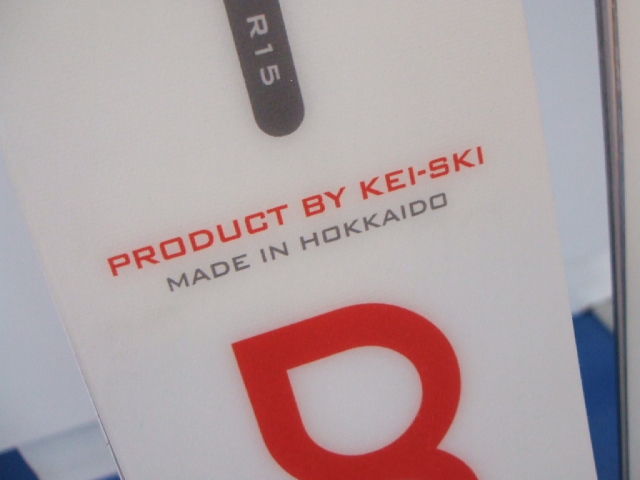 R15
PRODUCT BY KEI-SKI
MADE IN HOKKAIDO